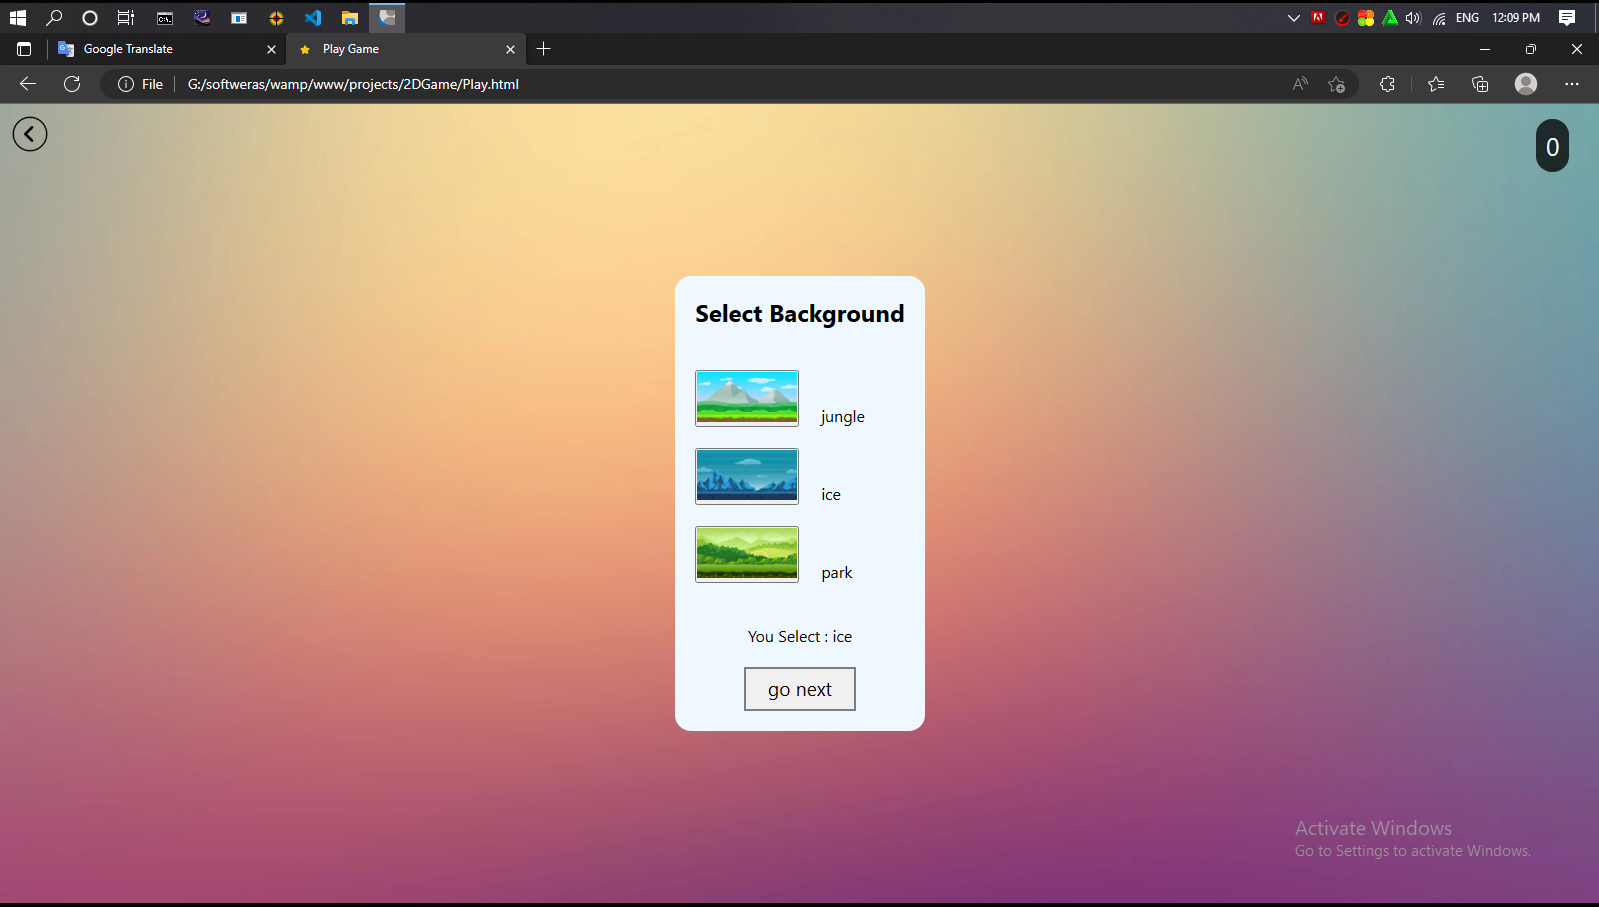 ENG 12:09 PM
Google Translate
Play Game
File G:/softweras/wamp/www/projects/2DGame/Play.html
0
Select Background
jungle
ice
park
You Select : ice
go next
Activate Windows
Go to Settings to activate Windows.